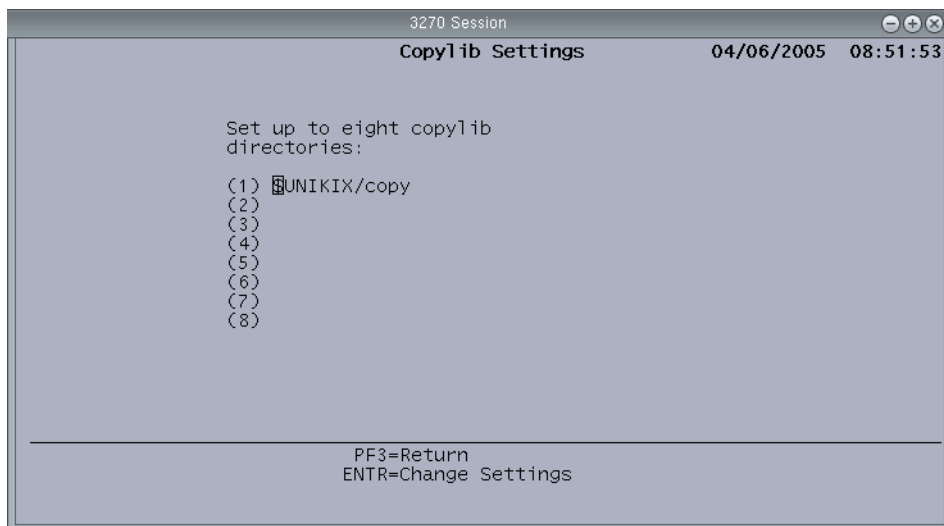 3270 Session
Copylib Settings 04/06/2005 08:51:53
Set up to eight copylib
directories:
(1) $UNIKIX/copy
(2)
(3)
(4)
(5)
(6)
(7)
(8)
PF3=Return
ENTR=Change Settings